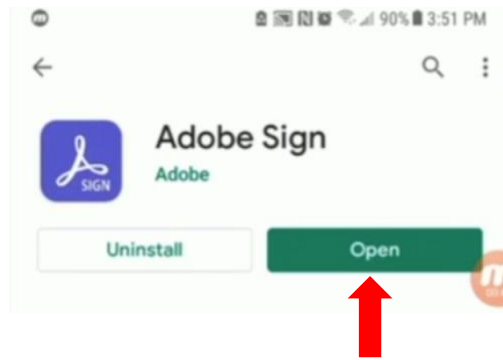 90% 3:51 PM
Adobe Sign
Adobe
SIGN
Uninstall
Open